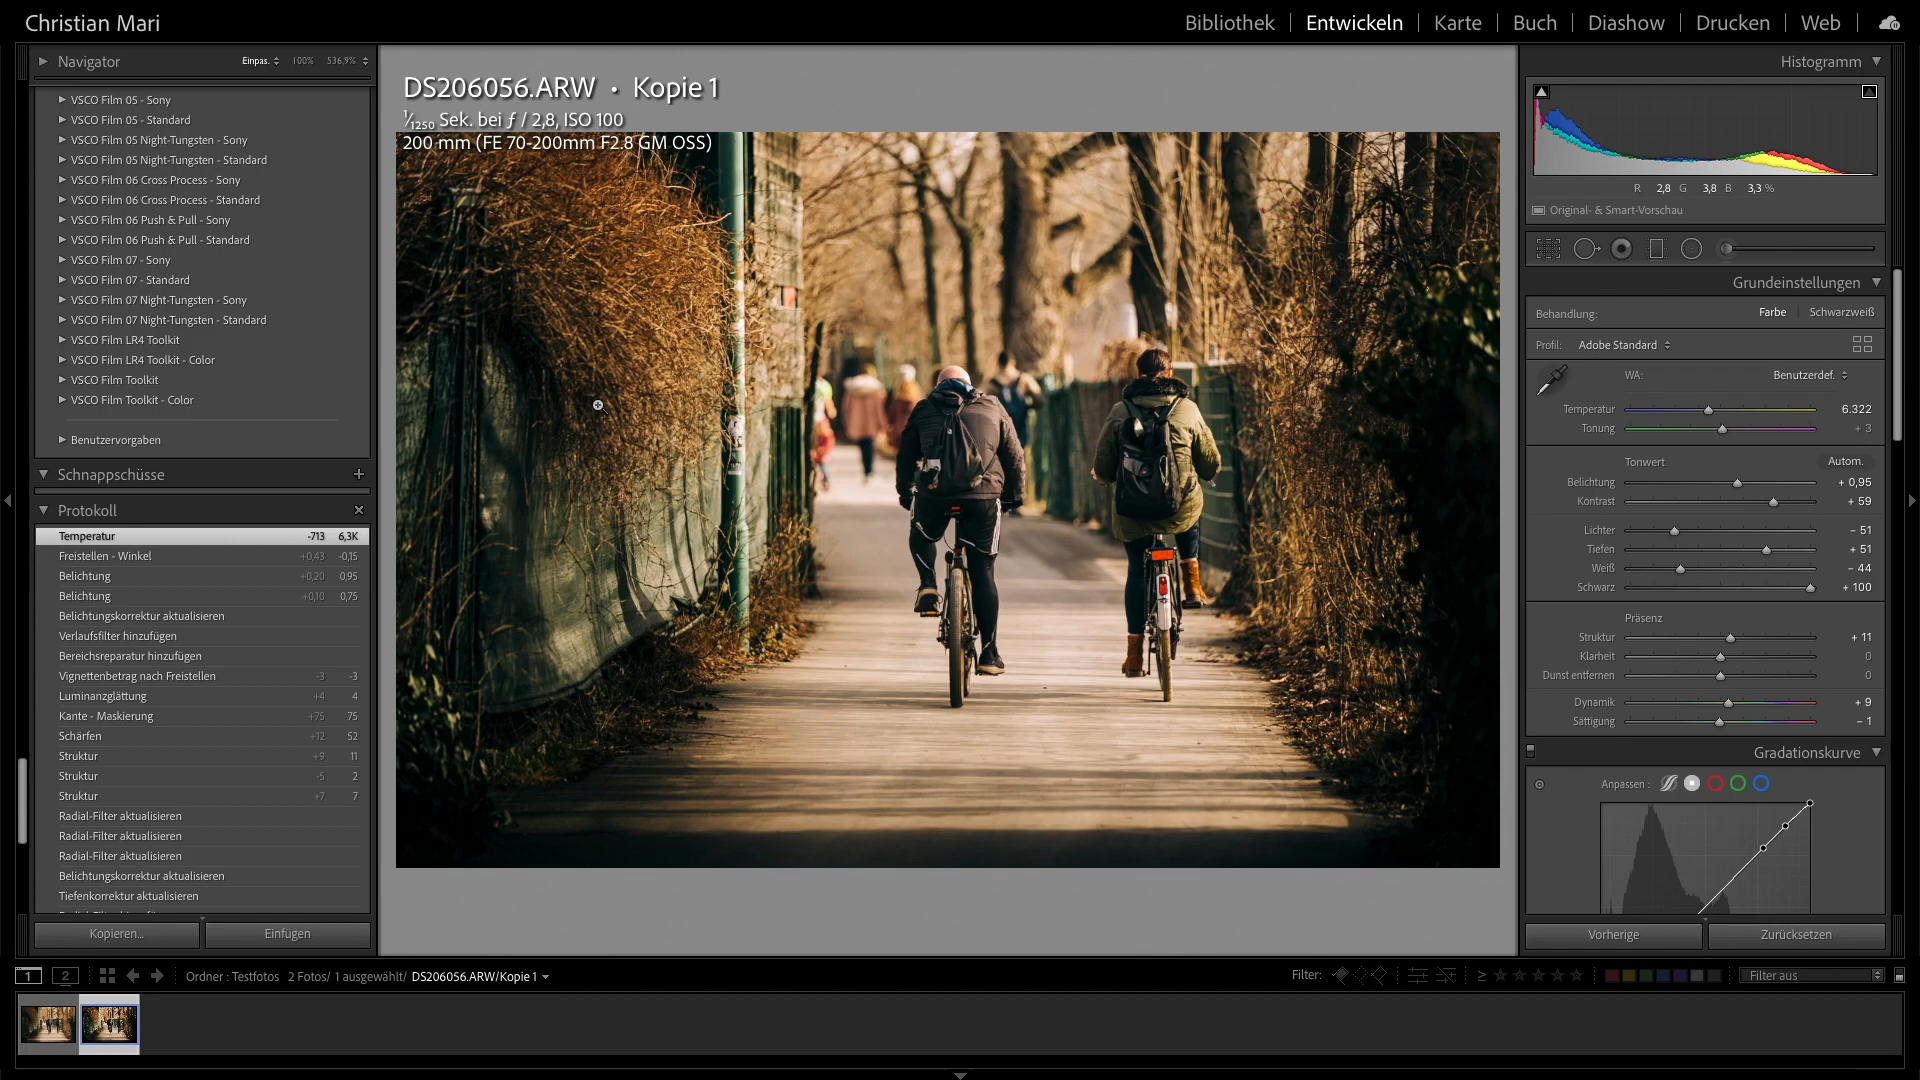 Christian Mari
Bibliothek | Entwickeln | Karte | Buch | Diashow | Drucken | Web
Navigator Einpas. 100% 536,9%
VSCO Film 05 - Sony
VSCO Film 05 - Standard
VSCO Film 05 Night-Tungsten - Sony
VSCO Film 05 Night-Tungsten - Standard
VSCO Film 06 Cross Process - Sony
VSCO Film 06 Cross Process - Standard
VSCO Film 06 Push & Pull - Sony
VSCO Film 06 Push & Pull - Standard
VSCO Film 07 - Sony
VSCO Film 07 - Standard
VSCO Film 07 Night-Tungsten - Sony
VSCO Film 07 Night-Tungsten - Standard
VSCO Film LR4 Toolkit
VSCO Film LR4 Toolkit - Color
VSCO Film Toolkit
VSCO Film Toolkit - Color
Benutzervorgaben
Schnappschüsse +
Protokoll ×
Temperatur -713 6,3K
Freistellen - Winkel +0,43 -0,15
Belichtung +0,20 0,95
Belichtung +0,10 0,75
Belichtungskorrektur aktualisieren
Verlaufsfilter hinzufügen
Bereichsreparatur hinzufügen
Vignettenbetrag nach Freistellen -3 -3
Luminanzglättung +4 4
Kante - Maskierung +75 75
Schärfen +12 52
Struktur +9 11
Struktur -5 2
Struktur +7 7
Radial-Filter aktualisieren
Radial-Filter aktualisieren
Radial-Filter aktualisieren
Belichtungskorrektur aktualisieren
Tiefenkorrektur aktualisieren
Kopieren... Einfügen
DS206056.ARW • Kopie 1
1/1250 Sek. bei ƒ / 2,8, ISO 100
200 mm (FE 70-200mm F2.8 GM OSS)
Histogramm
R 2,8 G 3,8 B 3,3 %
Original- & Smart-Vorschau
Grundeinstellungen
Behandlung: Farbe | Schwarzweiß
Profil: Adobe Standard
WA: Benutzerdef.
Temperatur 6.322
Tonung + 3
Tonwert Autom.
Belichtung + 0,95
Kontrast + 59
Lichter − 51
Tiefen + 51
Weiß − 44
Schwarz + 100
Präsenz
Struktur + 11
Klarheit 0
Dunst entfernen 0
Dynamik + 9
Sättigung − 1
Gradationskurve
Anpassen :
Vorherige Zurücksetzen
1 2 Ordner : Testfotos 2 Fotos/ 1 ausgewählt/ DS206056.ARW/Kopie 1
Filter: ≥ Filter aus